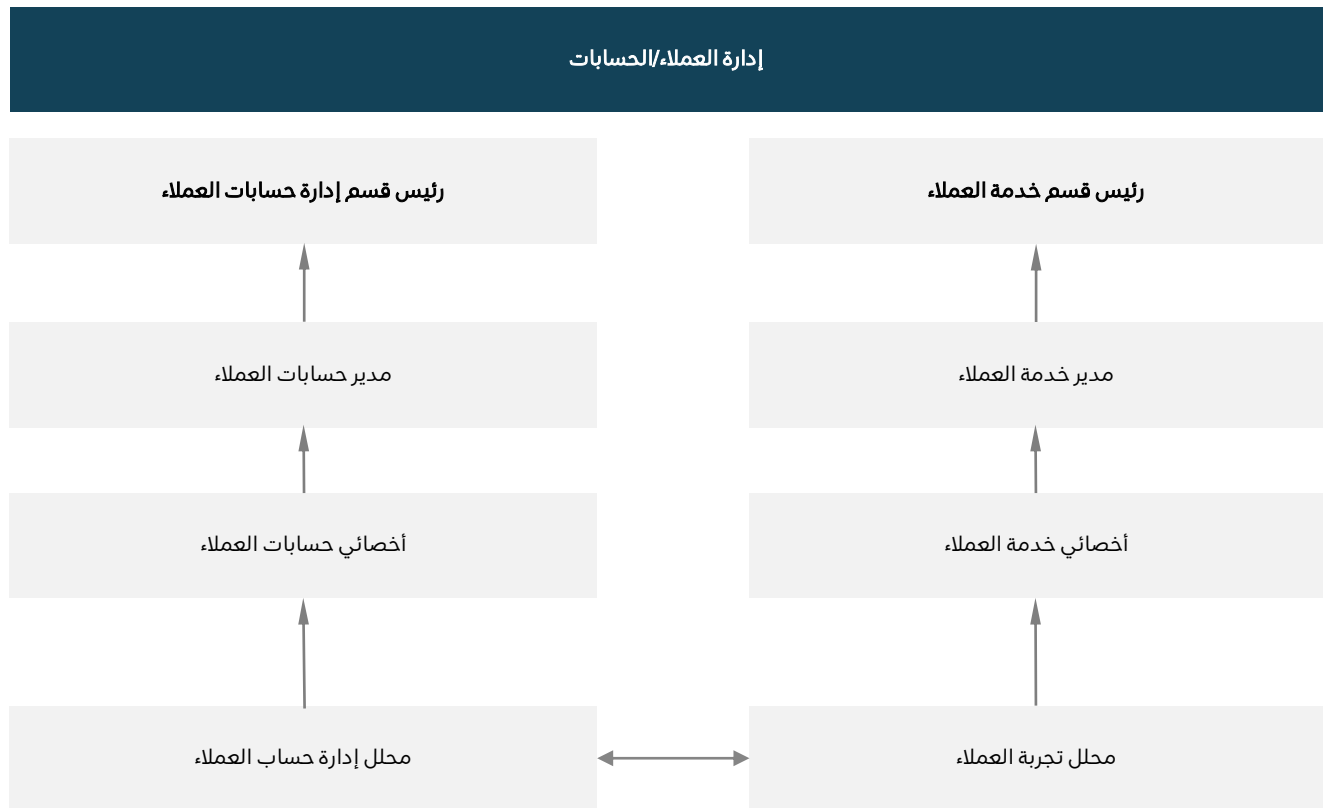 إدارة العملاء/الحسابات
رئيس قسم خدمة العملاء
رئيس قسم إدارة حسابات العملاء
مدير خدمة العملاء
مدير حسابات العملاء
أخصائي خدمة العملاء
أخصائي حسابات العملاء
محلل تجربة العملاء
محلل إدارة حساب العملاء